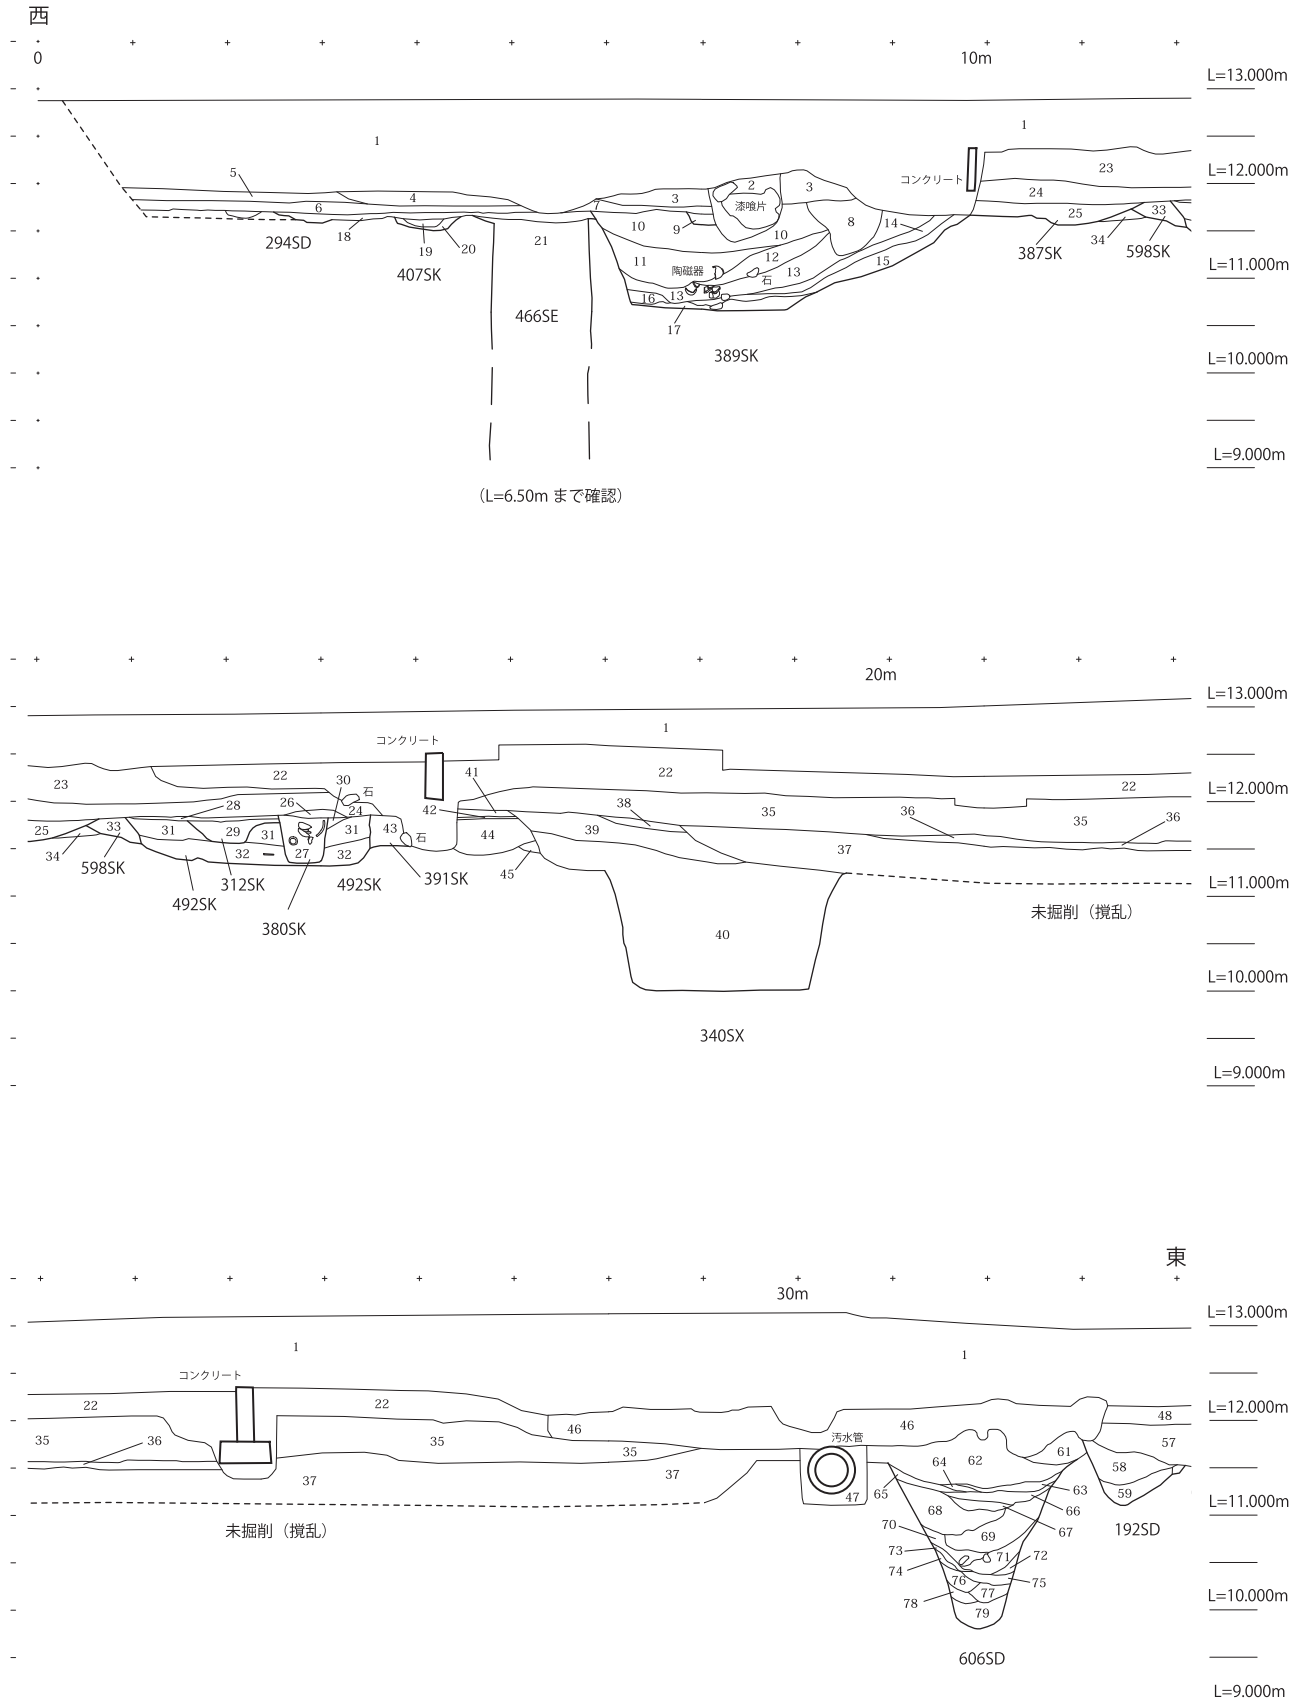 西
0
10m
L=13.000m
1
1
5
コンクリート
23
L=12.000m
4
3
2
3
24
6
7
漆喰片
8
14
25
33
294SD
18
19
20
21
10
9
10
34
387SK
598SK
407SK
11
12
15
陶磁器
石
13
L=11.000m
16
13
466SE
17
389SK
L=10.000m
L=9.000m
（L=6.50m まで確認）
20m
L=13.000m
1
コンクリート
23
22
30
石
41
22
22
L=12.000m
28
26
24
42
38
35
36
35
36
25
33
31
29
31
31
43
石
44
39
34
32
27
32
37
598SK
312SK
492SK
391SK
45
L=11.000m
492SK
未掘削（攪乱）
380SK
40
L=10.000m
340SX
L=9.000m
東
30m
L=13.000m
1
1
コンクリート
22
22
L=12.000m
46
46
48
35
36
35
35
汚水管
61
57
37
37
64
62
58
65
47
63
59
68
66
L=11.000m
未掘削（攪乱）
70
69
67
192SD
73
71
72
74
76
75
78
77
L=10.000m
79
606SD
L=9.000m